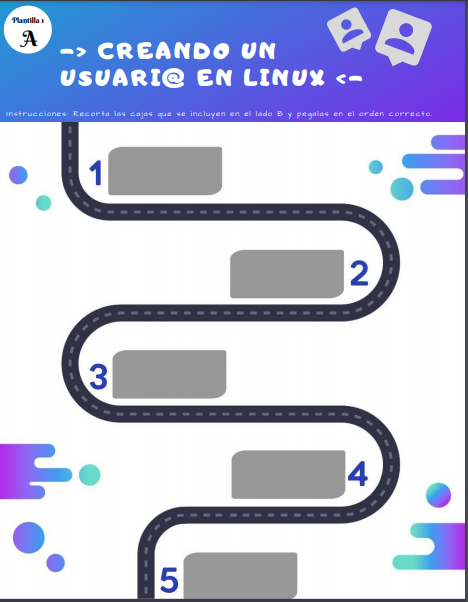 Plantilla 1
A
-> CREANDO UN
USUARI@ EN LINUX <-
Instrucciones: Recorta las cajas que se incluyen en el lado B y pegalas en el orden correcto.
1
2
3
4
5